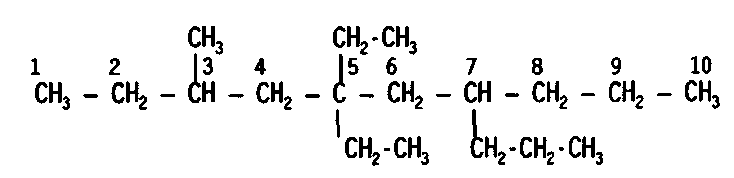 CH₃ CH₂-CH₃
1 2 3 4 5 6 7 8 9 10
CH₃ - CH₂ - CH - CH₂ - C - CH₂ - CH - CH₂ - CH₂ - CH₃
CH₂-CH₃ CH₂-CH₂-CH₃